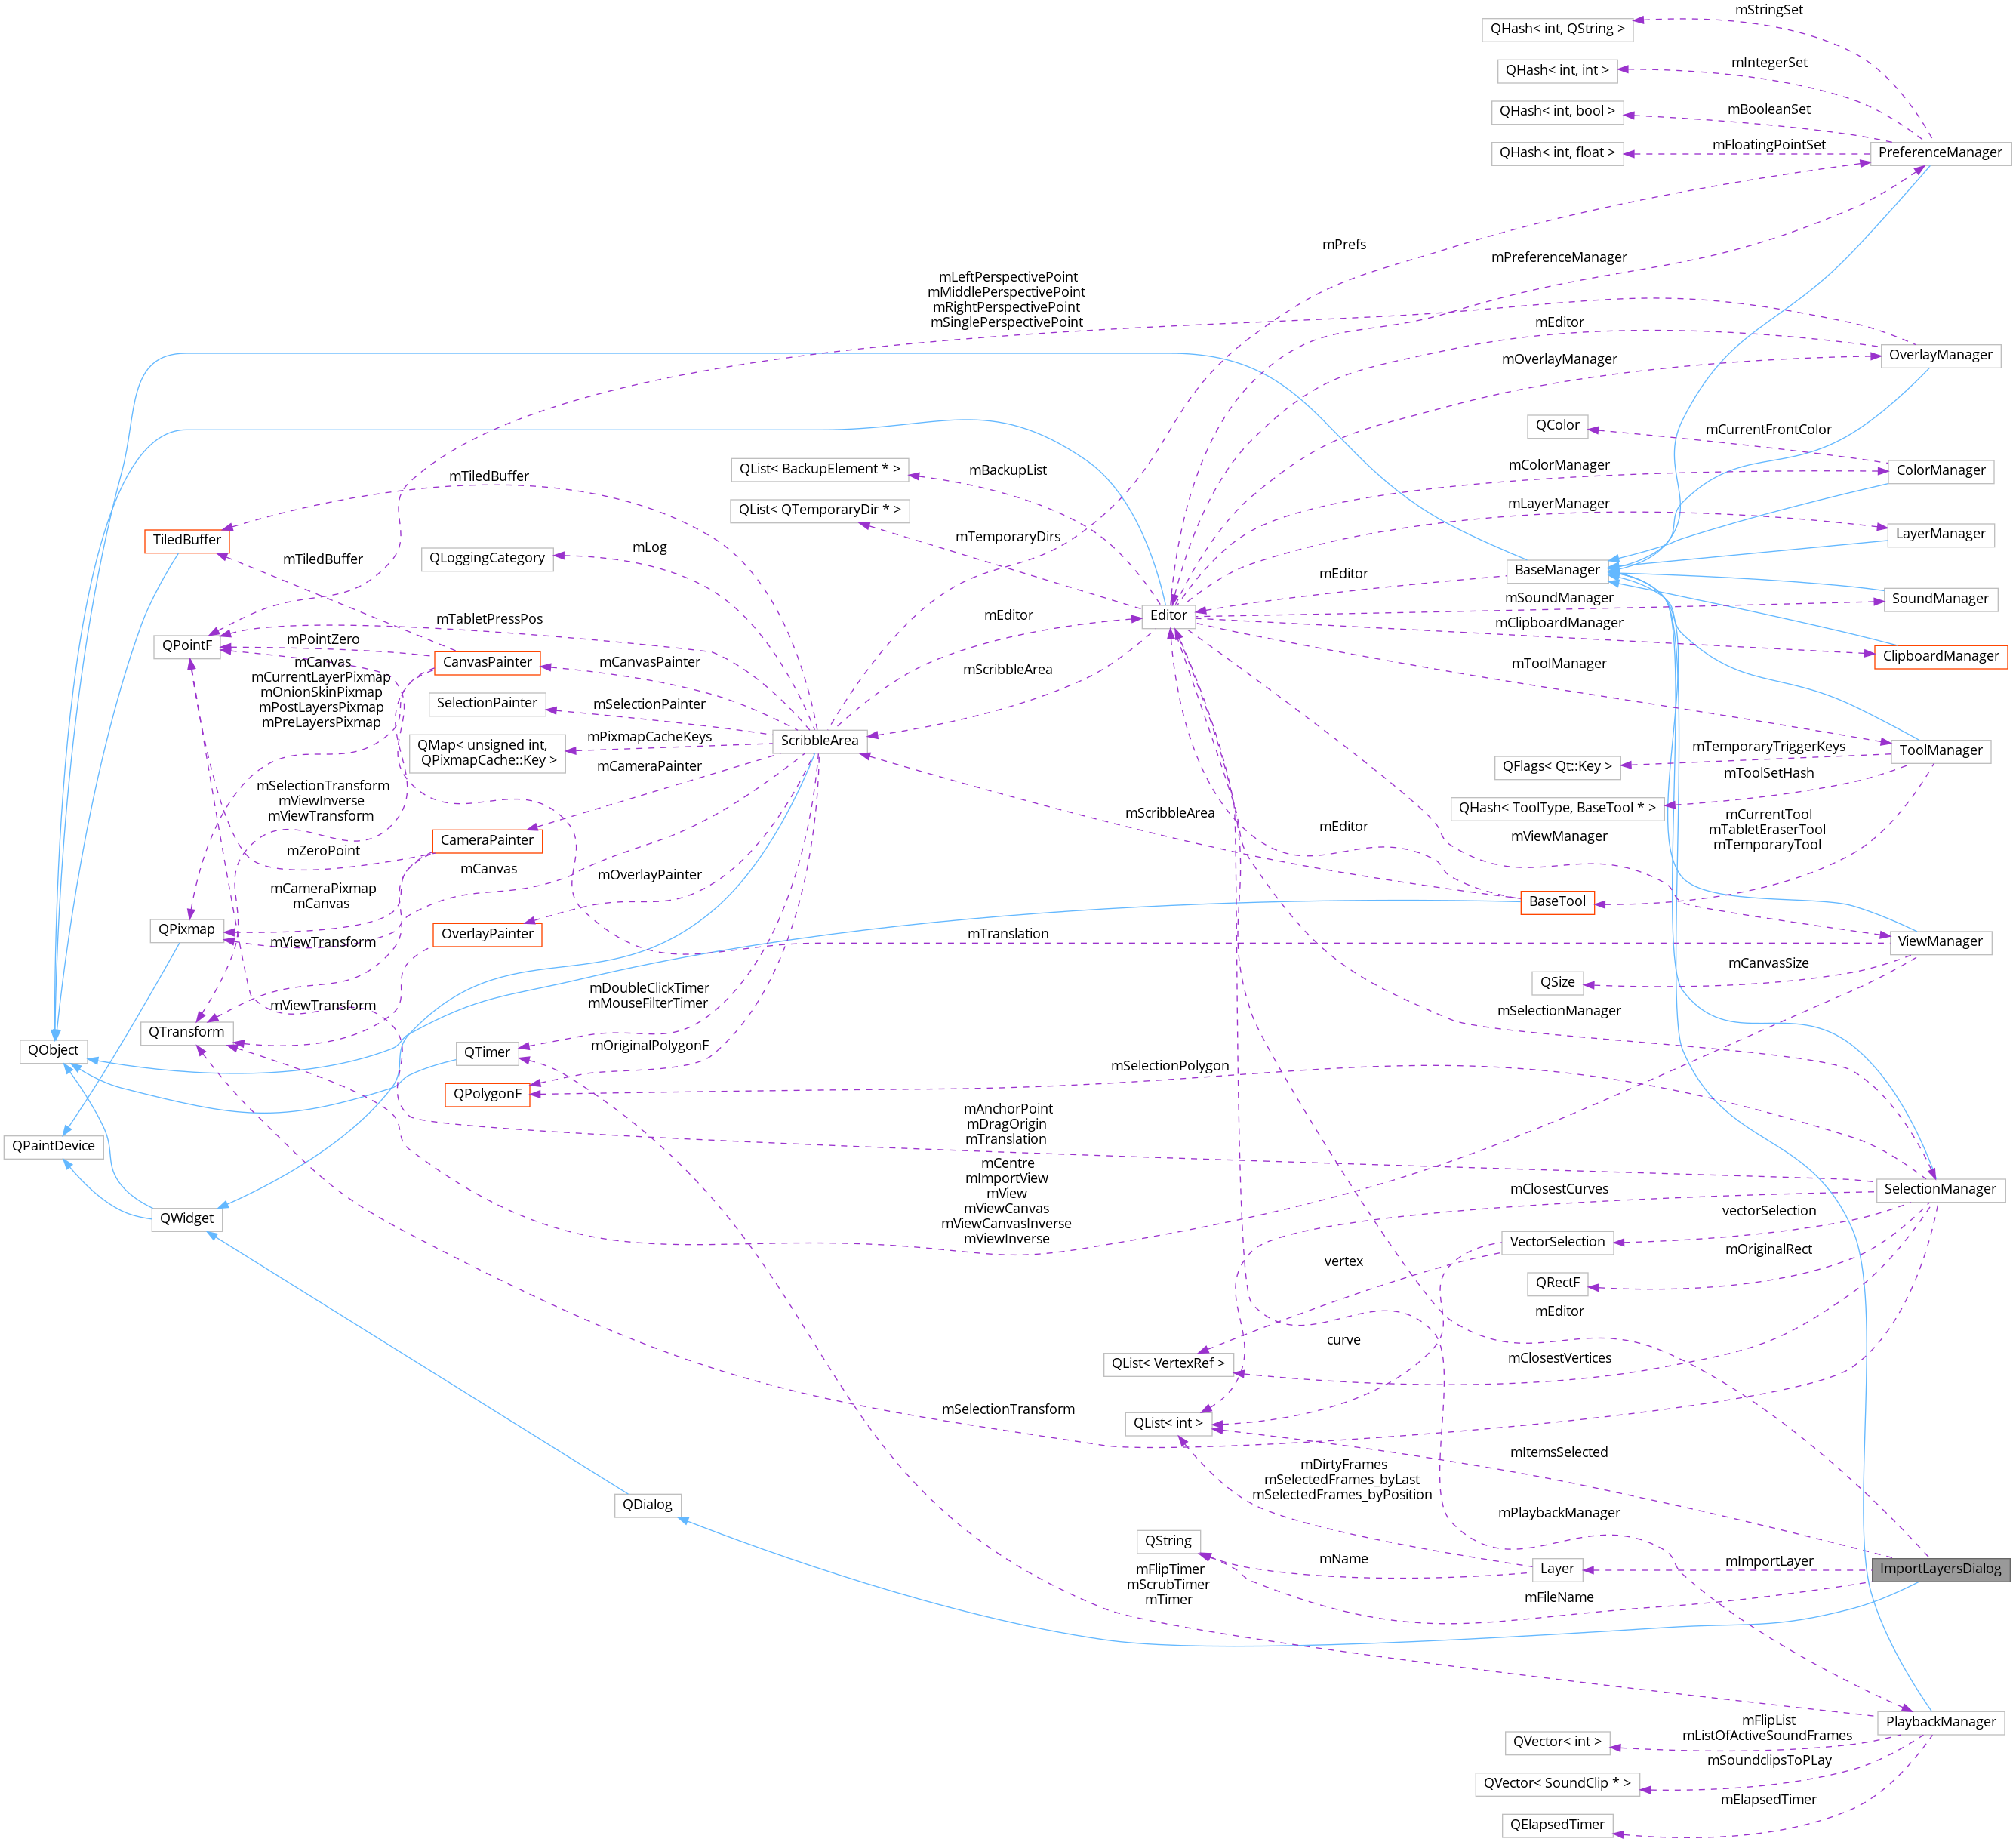 mStringSet
QHash< int, QString >
mIntegerSet
QHash< int, int >
mBooleanSet
QHash< int, bool >
mFloatingPointSet
QHash< int, float >
PreferenceManager
mPrefs
mPreferenceManager
mLeftPerspectivePoint
mMiddlePerspectivePoint
mRightPerspectivePoint
mSinglePerspectivePoint
mEditor
mOverlayManager
OverlayManager
QColor
mCurrentFrontColor
QList< BackupElement * >
mBackupList
mColorManager
ColorManager
mTiledBuffer
QList< QTemporaryDir * >
mLayerManager
LayerManager
TiledBuffer
mTemporaryDirs
mTiledBuffer
QLoggingCategory
mLog
BaseManager
mEditor
mSoundManager
SoundManager
mTabletPressPos
mEditor
Editor
mClipboardManager
QPointF
mPointZero
CanvasPainter
mCanvasPainter
mScribbleArea
mToolManager
ClipboardManager
mCanvas
mCurrentLayerPixmap
mOnionSkinPixmap
mPostLayersPixmap
mPreLayersPixmap
SelectionPainter
mSelectionPainter
QMap< unsigned int,
QPixmapCache::Key >
mPixmapCacheKeys
ScribbleArea
ToolManager
mTemporaryTriggerKeys
QFlags< Qt::Key >
mCameraPainter
mToolSetHash
mSelectionTransform
mViewInverse
mViewTransform
QHash< ToolType, BaseTool * >
mScribbleArea
mCurrentTool
mTabletEraserTool
mTemporaryTool
mEditor
mViewManager
CameraPainter
mZeroPoint
mCanvas
mOverlayPainter
mCameraPixmap
mCanvas
BaseTool
QPixmap
OverlayPainter
mTranslation
ViewManager
mViewTransform
mCanvasSize
QSize
mDoubleClickTimer
mMouseFilterTimer
mViewTransform
mSelectionManager
QTransform
QObject
QTimer
mOriginalPolygonF
mSelectionPolygon
QPolygonF
mAnchorPoint
mDragOrigin
mTranslation
QPaintDevice
mCentre
mImportView
mView
mViewCanvas
mViewCanvasInverse
mViewInverse
mClosestCurves
SelectionManager
vectorSelection
QWidget
VectorSelection
mOriginalRect
vertex
QRectF
mEditor
curve
QList< VertexRef >
mClosestVertices
mSelectionTransform
QList< int >
mItemsSelected
mDirtyFrames
mSelectedFrames_byLast
mSelectedFrames_byPosition
QDialog
mPlaybackManager
QString
mName
Layer
mImportLayer
ImportLayersDialog
mFlipTimer
mScrubTimer
mTimer
mFileName
PlaybackManager
mFlipList
mListOfActiveSoundFrames
QVector< int >
mSoundclipsToPLay
QVector< SoundClip * >
mElapsedTimer
QElapsedTimer